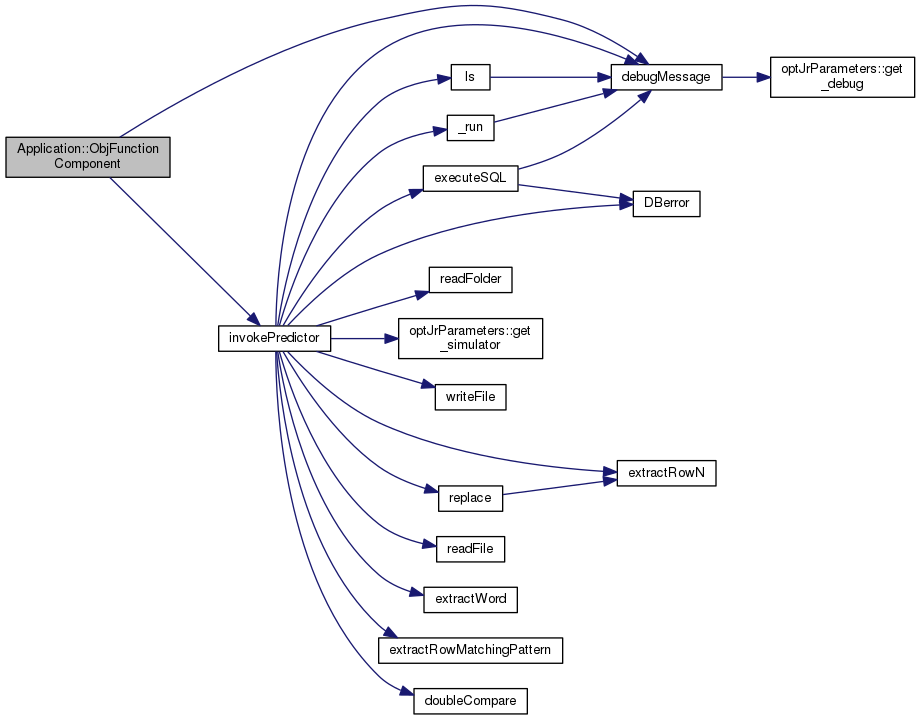 Application::ObjFunction
Component
invokePredictor
ls
_run
executeSQL
readFolder
optJrParameters::get
_simulator
writeFile
replace
readFile
extractWord
extractRowMatchingPattern
doubleCompare
debugMessage
DBerror
extractRowN
optJrParameters::get
_debug